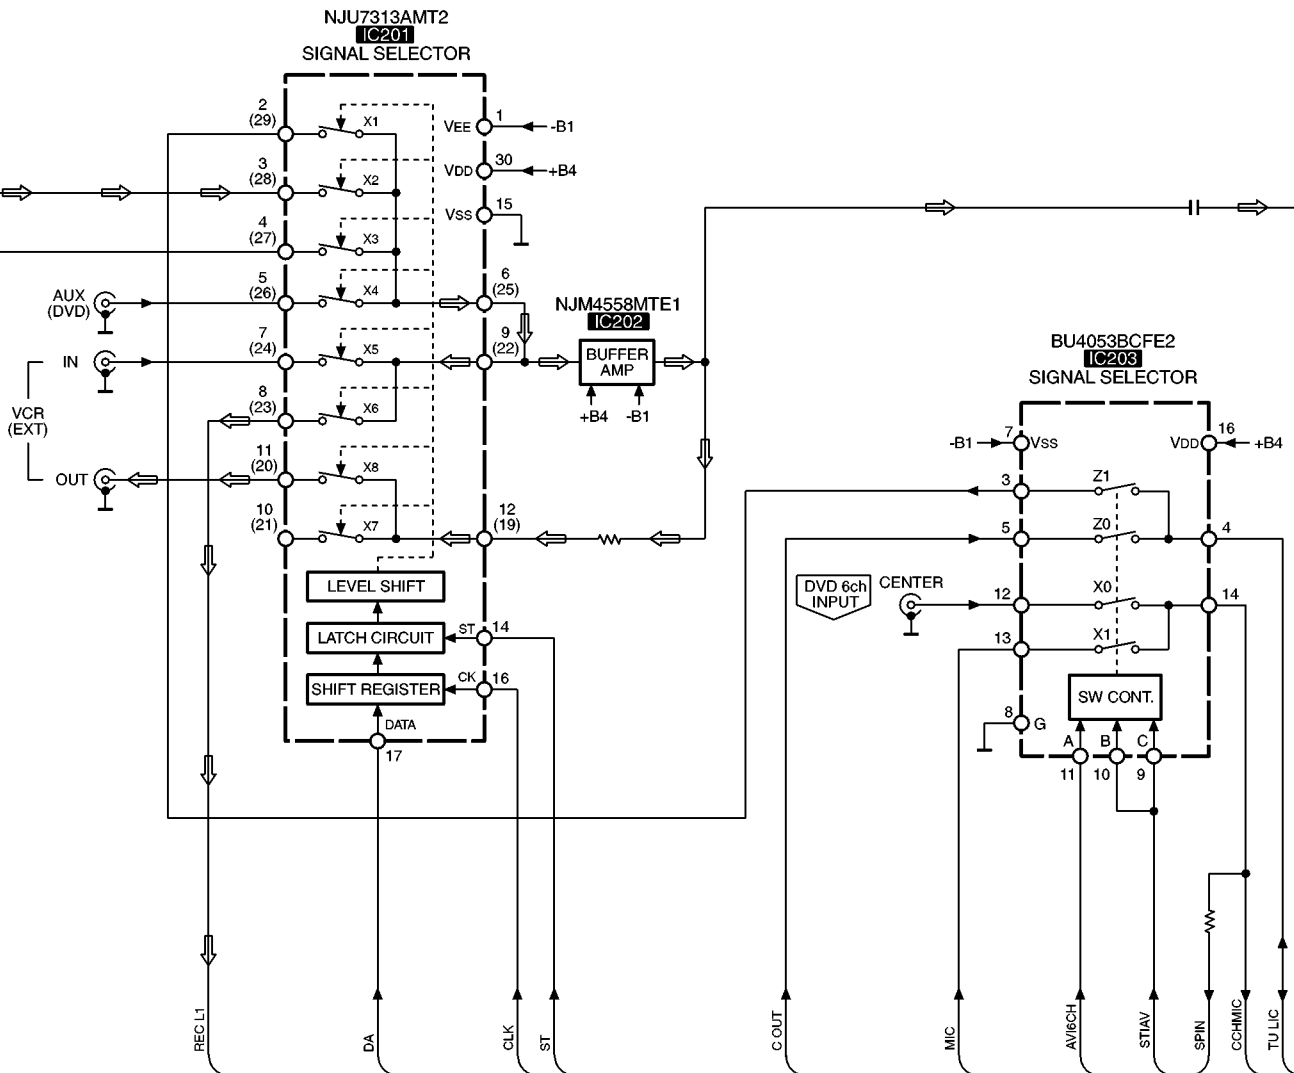 NJU7313AMT2
IC201
SIGNAL SELECTOR
2
(29)
X1
1
VEE
-B1
3
(28)
X2
30
VDD
+B4
4
(27)
X3
15
VSS
5
(26)
X4
6
(25)
AUX
(DVD)
7
(24)
X5
9
(22)
IN
NJM4558MTE1
IC202
BUFFER
AMP
+B4
-B1
8
(23)
X6
VCR
(EXT)
11
(20)
X8
OUT
10
(21)
X7
12
(19)
LEVEL SHIFT
LATCH CIRCUIT
ST
14
SHIFT REGISTER
CK
16
DATA
17
BU4053BCFE2
IC203
SIGNAL SELECTOR
-B1
7
VSS
VDD
16
+B4
3
Z1
5
Z0
4
DVD 6ch
INPUT
CENTER
12
X0
14
13
X1
SW CONT.
8
G
A
B
C
11
10
9
REC L1
DA
CLK
ST
C OUT
MIC
AV/6CH
STIAV
SPIN
CCHMIC
TU LIC